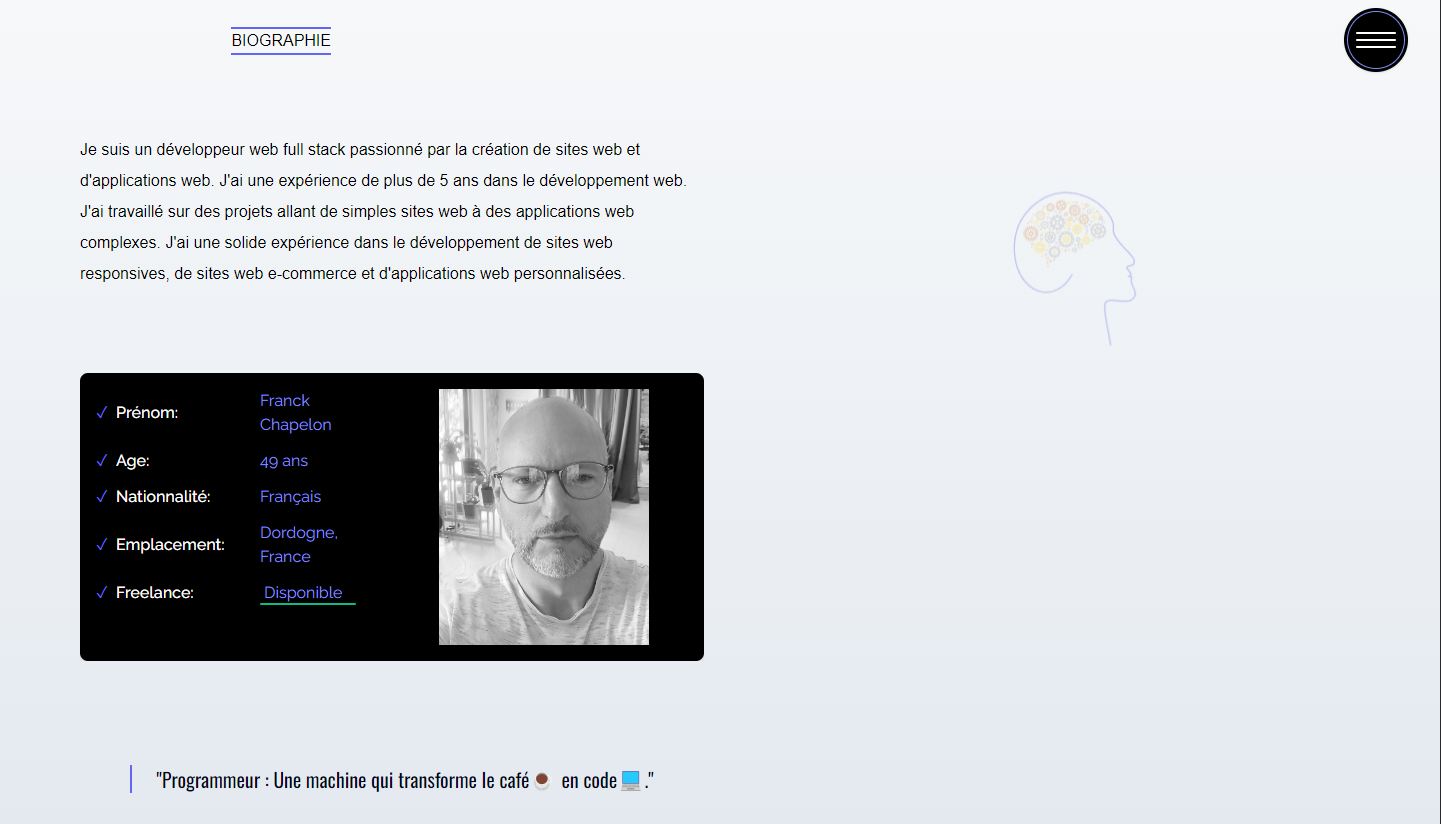 BIOGRAPHIE
Je suis un développeur web full stack passionné par la création de sites web et
d'applications web. J'ai une expérience de plus de 5 ans dans le développement web.
J'ai travaillé sur des projets allant de simples sites web à des applications web
complexes. J'ai une solide expérience dans le développement de sites web
responsives, de sites web e-commerce et d'applications web personnalisées.
✓ Prénom: Franck
Chapelon
✓ Age: 49 ans
✓ Nationnalité: Français
✓ Emplacement: Dordogne,
France
✓ Freelance: Disponible
"Programmeur : Une machine qui transforme le café☕ en code💻."